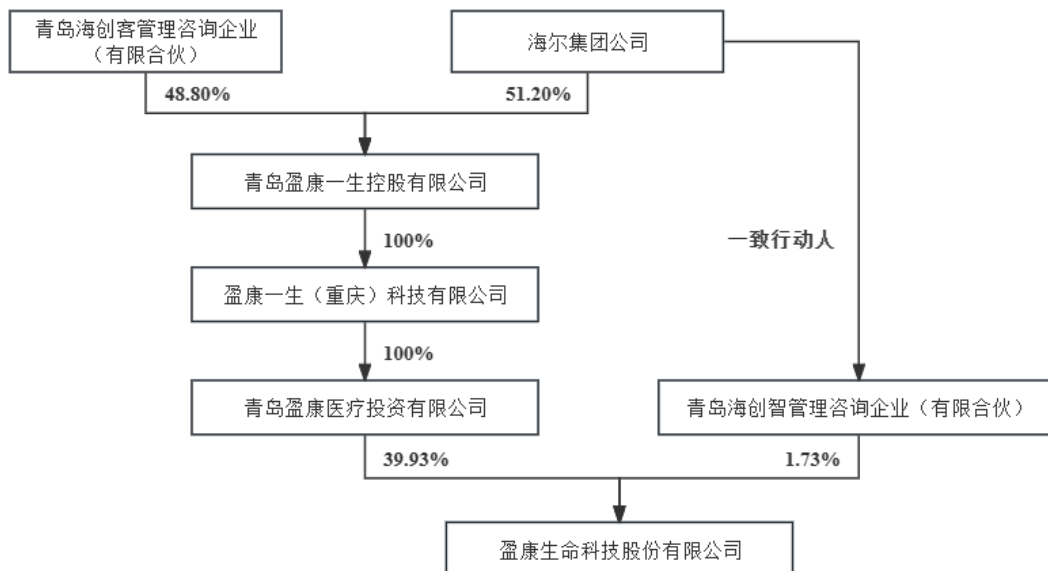 青岛海创客管理咨询企业
（有限合伙）
海尔集团公司
48.80%
51.20%
青岛盈康一生控股有限公司
100%
一致行动人
盈康一生（重庆）科技有限公司
100%
青岛盈康医疗投资有限公司
青岛海创智管理咨询企业（有限合伙）
39.93%
1.73%
盈康生命科技股份有限公司